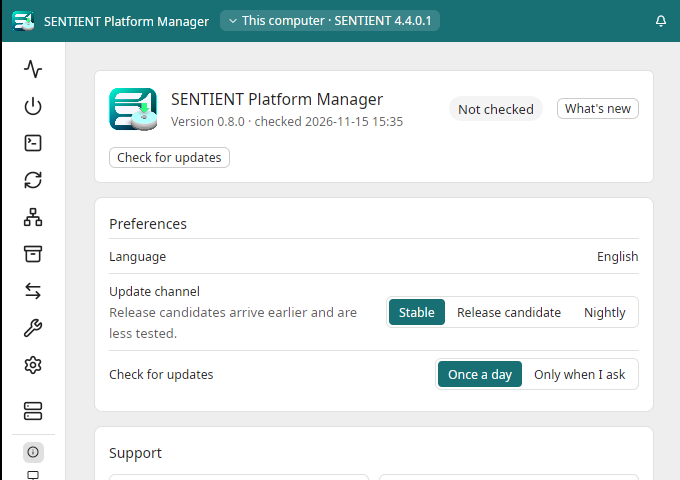 SENTIENT Platform Manager
This computer · SENTIENT 4.4.0.1
SENTIENT Platform Manager
Version 0.8.0 · checked 2026-11-15 15:35
Not checked
What's new
Check for updates
Preferences
Language
English
Update channel
Release candidates arrive earlier and are
less tested.
Stable
Release candidate
Nightly
Check for updates
Once a day
Only when I ask
Support